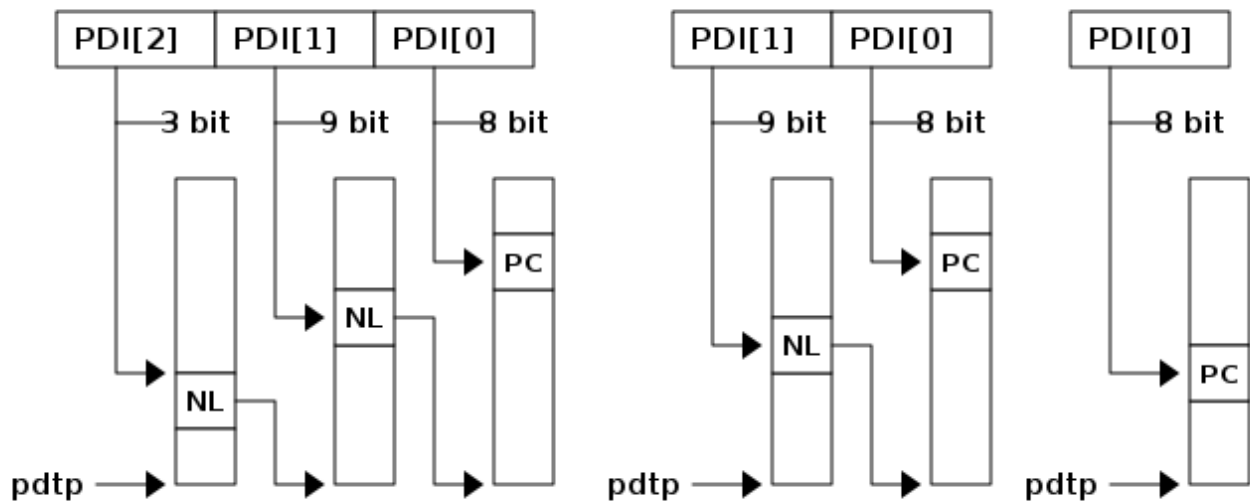 PDI[2] PDI[1] PDI[0] PDI[1] PDI[0] PDI[0]
3 bit 9 bit 8 bit 9 bit 8 bit 8 bit
PC PC
NL NL
NL PC
pdtp pdtp pdtp